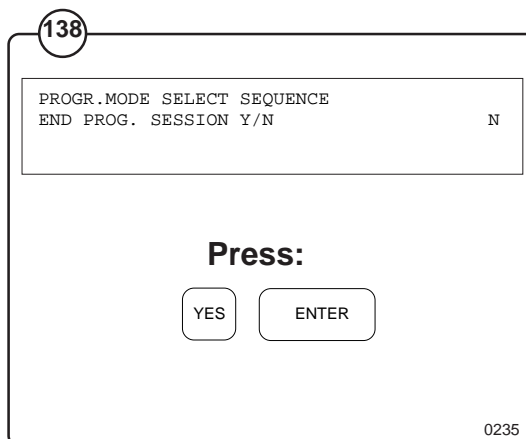 138
PROGR.MODE SELECT SEQUENCE
END PROG. SESSION Y/N N
Press:
YES ENTER
0235